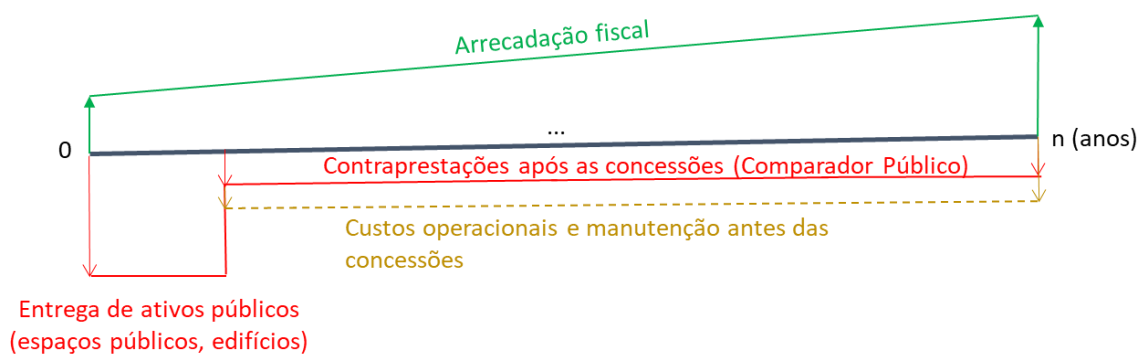 Arrecadação fiscal
...
0
n (anos)
Contraprestações após as concessões (Comparador Público)
Custos operacionais e manutenção antes das
concessões
Entrega de ativos públicos
(espaços públicos, edifícios)